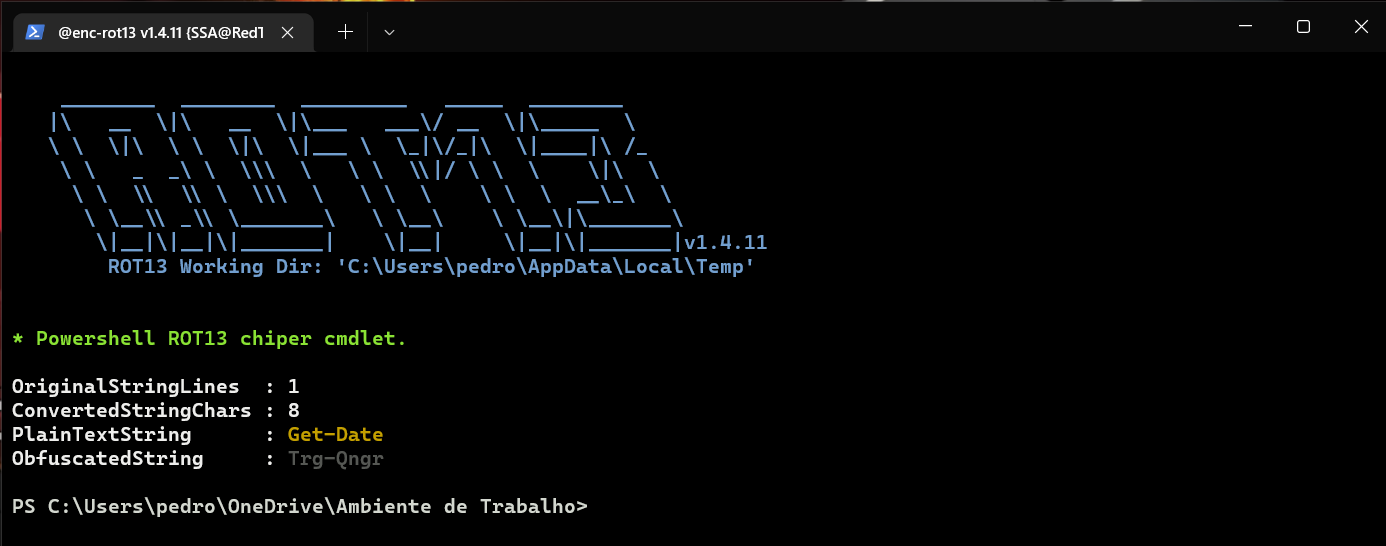 @enc-rot13 v1.4.11 {SSA@RedT
v1.4.11
ROT13 Working Dir: 'C:\Users\pedro\AppData\Local\Temp'
* Powershell ROT13 chiper cmdlet.
OriginalStringLines : 1
ConvertedStringChars : 8
PlainTextString : Get-Date
ObfuscatedString : Trg-Qngr
PS C:\Users\pedro\OneDrive\Ambiente de Trabalho>